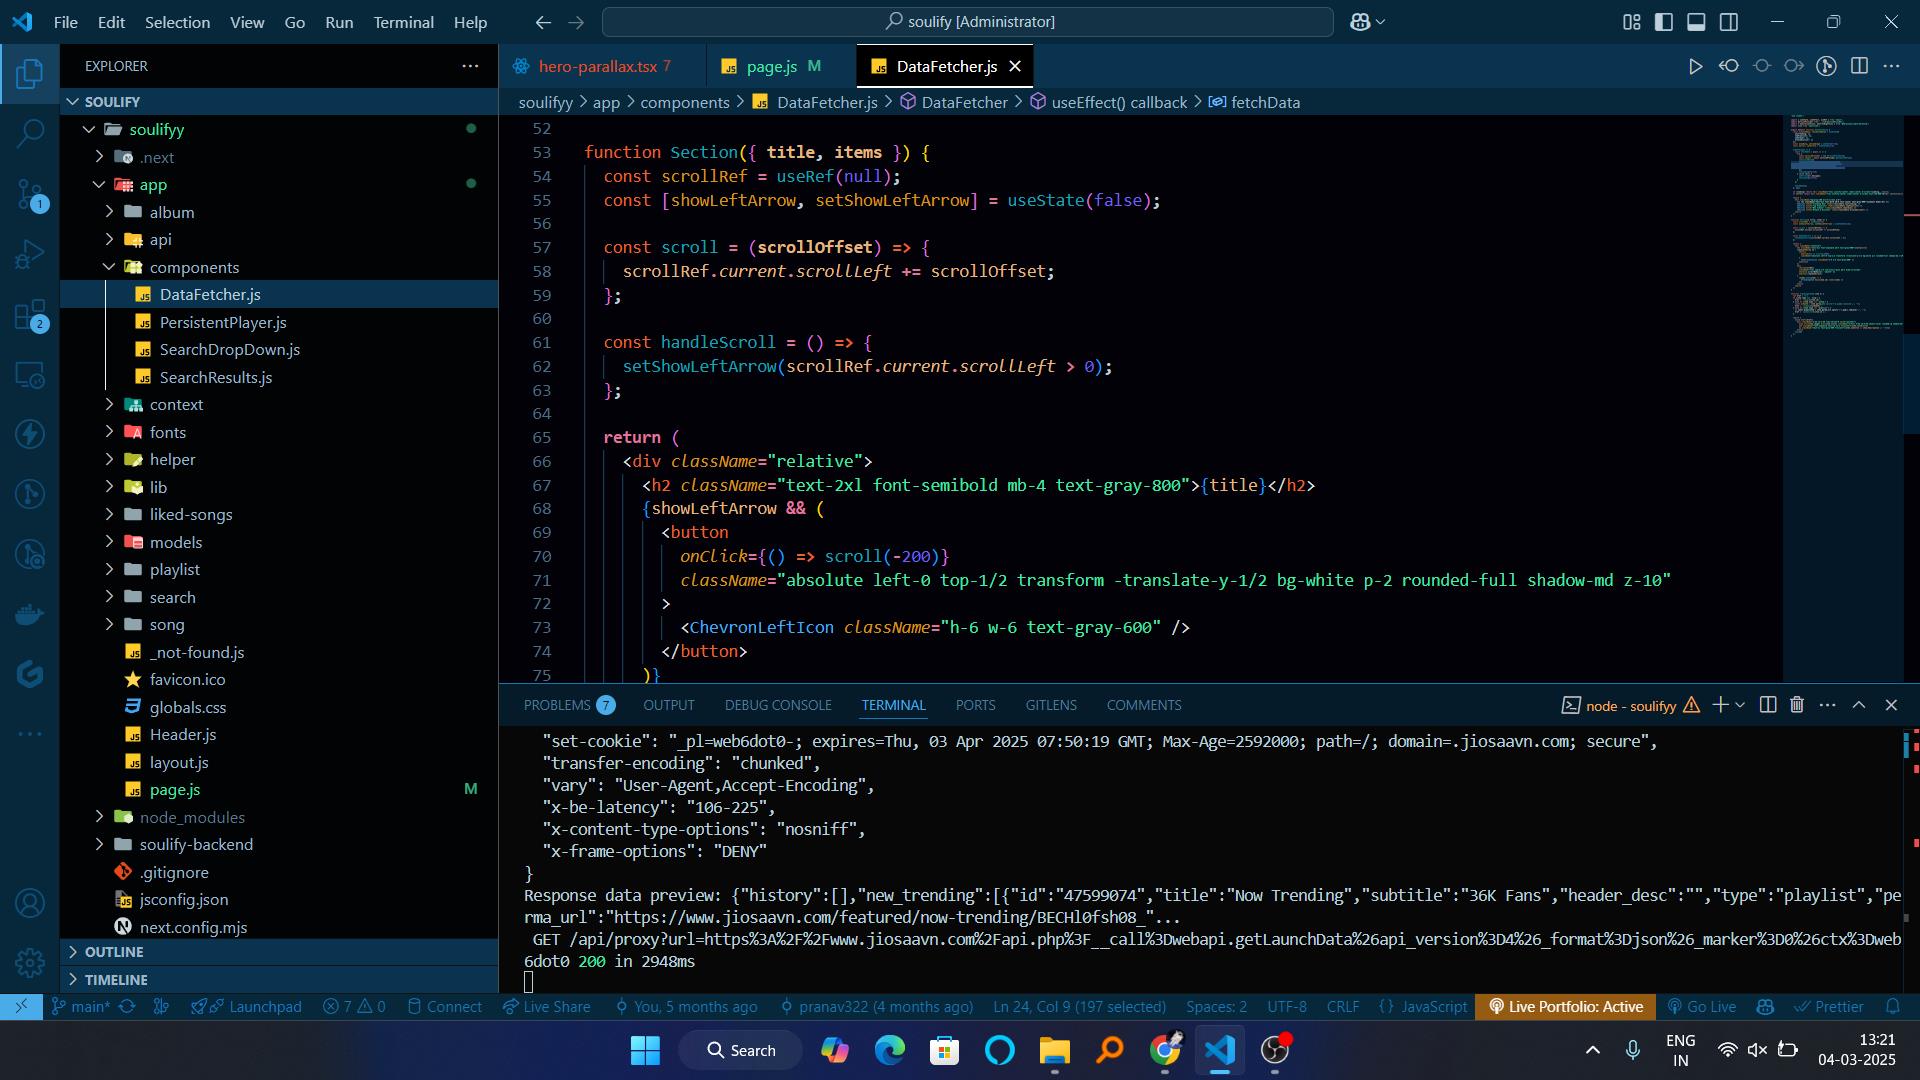 File Edit Selection View Go Run Terminal Help
soulify [Administrator]
EXPLORER
SOULIFY
soulifyy
.next
app
album
api
components
DataFetcher.js
PersistentPlayer.js
SearchDropDown.js
SearchResults.js
context
fonts
helper
lib
liked-songs
models
playlist
search
song
_not-found.js
favicon.ico
globals.css
Header.js
layout.js
page.js M
node_modules
soulify-backend
.gitignore
jsconfig.json
next.config.mjs
OUTLINE
TIMELINE
1
2
hero-parallax.tsx 7
page.js M
DataFetcher.js
soulifyy > app > components > DataFetcher.js > DataFetcher > useEffect() callback > fetchData
52
53 function Section({ title, items }) {
54 const scrollRef = useRef(null);
55 const [showLeftArrow, setShowLeftArrow] = useState(false);
56
57 const scroll = (scrollOffset) => {
58 scrollRef.current.scrollLeft += scrollOffset;
59 };
60
61 const handleScroll = () => {
62 setShowLeftArrow(scrollRef.current.scrollLeft > 0);
63 };
64
65 return (
66 <div className="relative">
67 <h2 className="text-2xl font-semibold mb-4 text-gray-800">{title}</h2>
68 {showLeftArrow && (
69 <button
70 onClick={() => scroll(-200)}
71 className="absolute left-0 top-1/2 transform -translate-y-1/2 bg-white p-2 rounded-full shadow-md z-10"
72 >
73 <ChevronLeftIcon className="h-6 w-6 text-gray-600" />
74 </button>
75 )}
PROBLEMS 7 OUTPUT DEBUG CONSOLE TERMINAL PORTS GITLENS COMMENTS
node - soulifyy
"set-cookie": "_pl=web6dot0-; expires=Thu, 03 Apr 2025 07:50:19 GMT; Max-Age=2592000; path=/; domain=.jiosaavn.com; secure",
"transfer-encoding": "chunked",
"vary": "User-Agent,Accept-Encoding",
"x-be-latency": "106-225",
"x-content-type-options": "nosniff",
"x-frame-options": "DENY"
}
Response data preview: {"history":[],"new_trending":[{"id":"47599074","title":"Now Trending","subtitle":"36K Fans","header_desc":"","type":"playlist","pe
rma_url":"https://www.jiosaavn.com/featured/now-trending/BECHl0fsh08_"...
GET /api/proxy?url=https%3A%2F%2Fwww.jiosaavn.com%2Fapi.php%3F__call%3Dwebapi.getLaunchData%26api_version%3D4%26_format%3Djson%26_marker%3D0%26ctx%3Dweb
6dot0 200 in 2948ms
main* Launchpad 7 0 Connect Live Share You, 5 months ago pranav322 (4 months ago) Ln 24, Col 9 (197 selected) Spaces: 2 UTF-8 CRLF {} JavaScript Live Portfolio: Active Go Live Prettier
Search
ENG
IN
13:21
04-03-2025